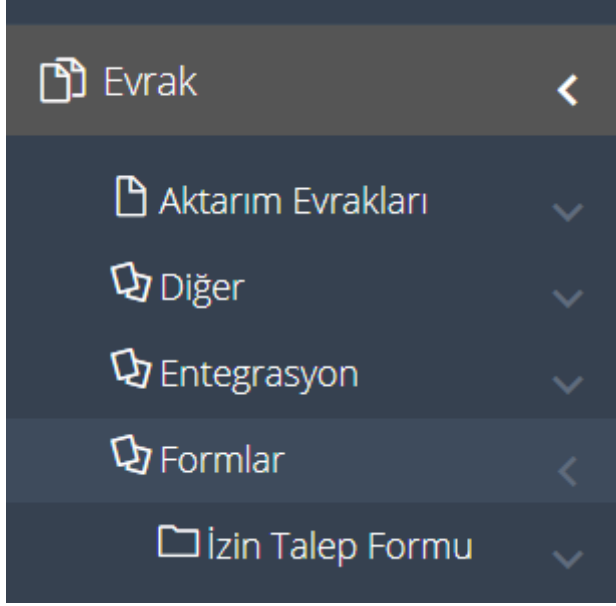 Evrak
Aktarım Evrakları
Diğer
Entegrasyon
Formlar
İzin Talep Formu